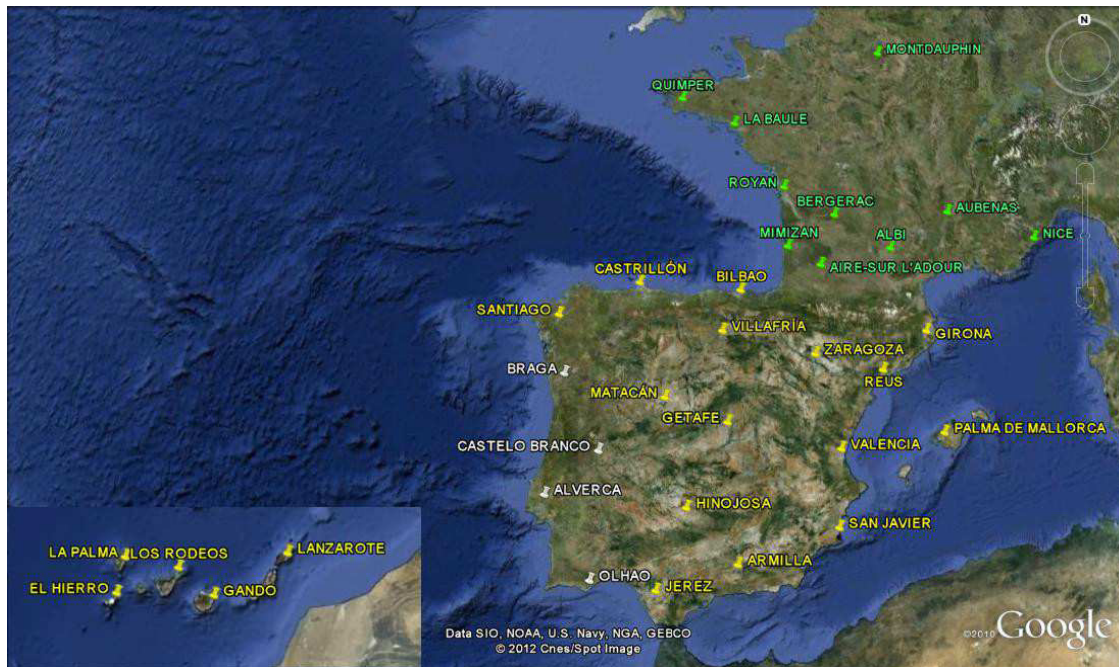 N
MONTDAUPHIN
QUIMPER
LA BAULE
ROYAN
BERGERAC
AUBENAS
MIMIZAN
ALBI
NICE
AIRE-SUR L'ADOUR
CASTRILLÓN
BILBAO
SANTIAGO
VILLAFRÍA
GIRONA
ZARAGOZA
BRAGA
REUS
MATACÁN
GETAFE
PALMA DE MALLORCA
CASTELO BRANCO
VALENCIA
ALVERCA
HINOJOSA
SAN JAVIER
LA PALMA
LOS RODEOS
LANZAROTE
ARMILLA
EL HIERRO
GANDO
OLHAO
JEREZ
Data SIO, NOAA, U.S. Navy, NGA, GEBCO
© 2012 Cnes/Spot Image
©2010 Google